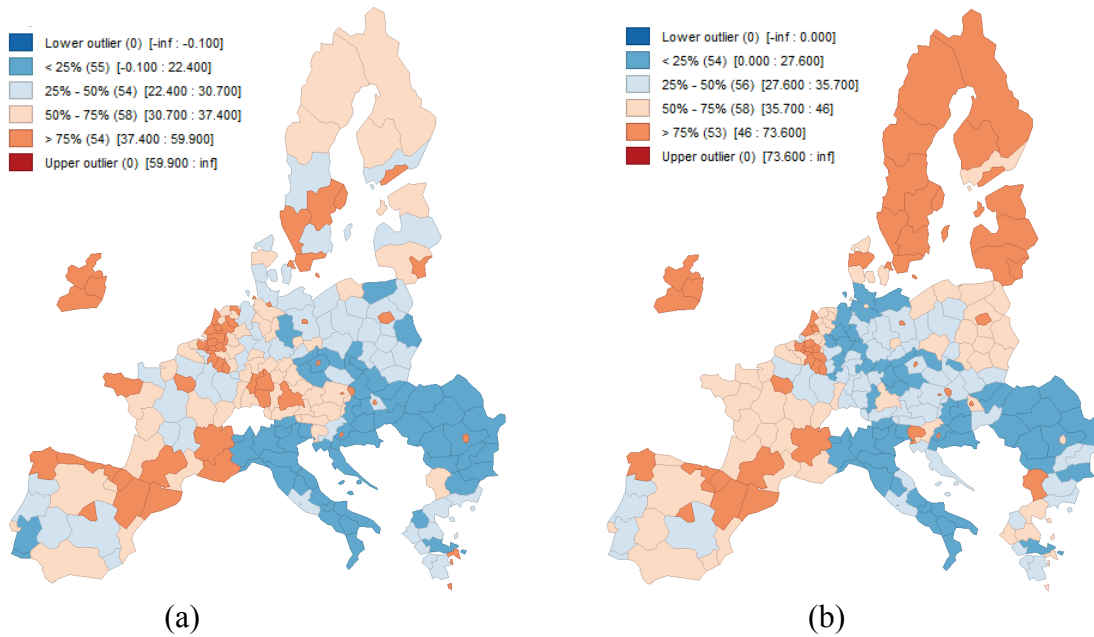 Lower outlier (0) [-inf : -0.100]
< 25% (55) [-0.100 : 22.400]
25% - 50% (54) [22.400 : 30.700]
50% - 75% (58) [30.700 : 37.400]
> 75% (54) [37.400 : 59.900]
Upper outlier (0) [59.900 : inf]
Lower outlier (0) [-inf : 0.000]
< 25% (54) [0.000 : 27.600]
25% - 50% (56) [27.600 : 35.700]
50% - 75% (58) [35.700 : 46]
> 75% (53) [46 : 73.600]
Upper outlier (0) [73.600 : inf]
(a)
(b)